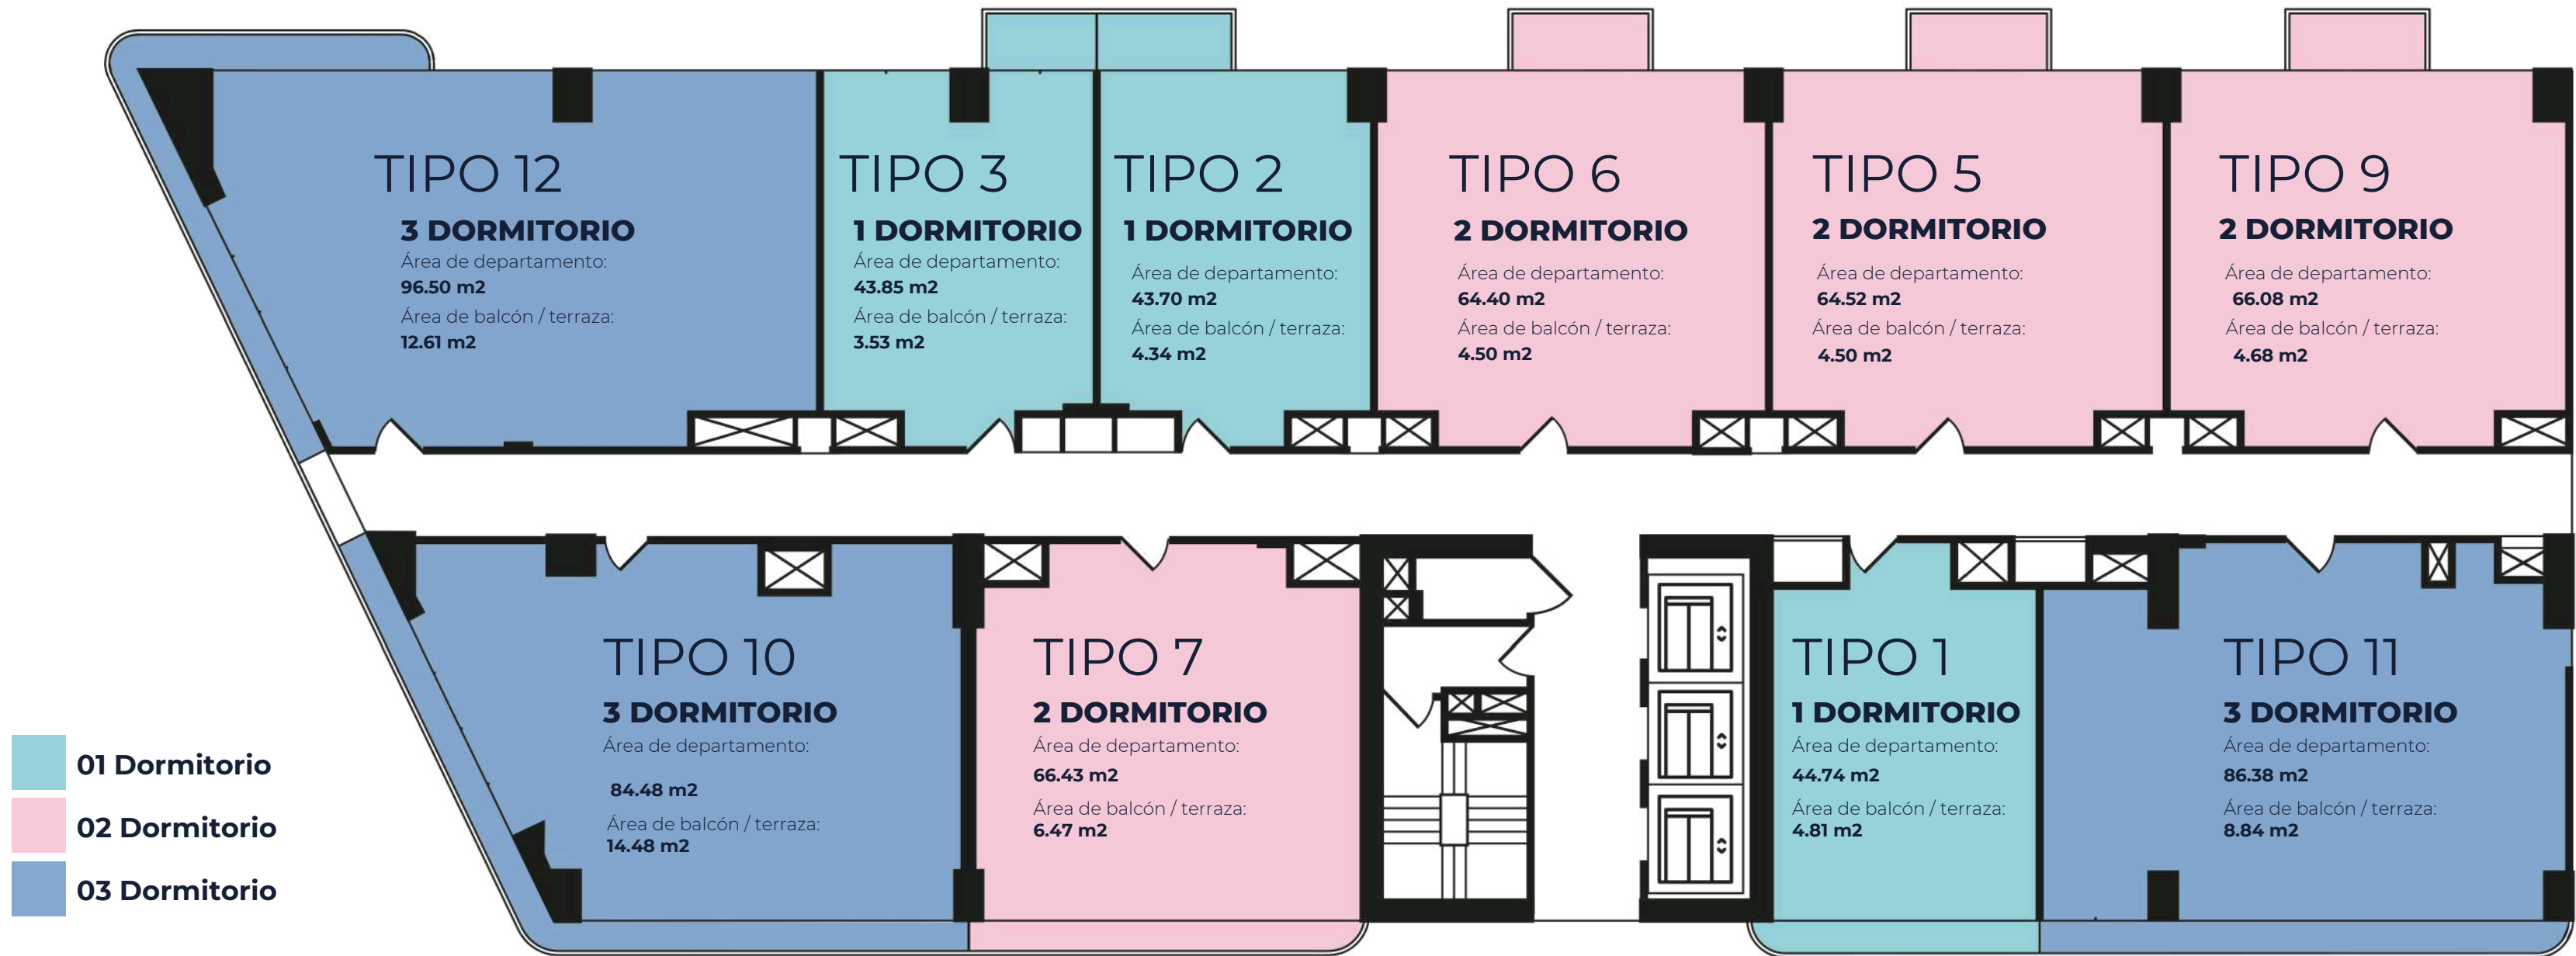 TIPO 12
3 DORMITORIO
Área de departamento:
96.50 m2
Área de balcón / terraza:
12.61 m2
TIPO 3
1 DORMITORIO
Área de departamento:
43.85 m2
Área de balcón / terraza:
3.53 m2
TIPO 2
1 DORMITORIO
Área de departamento:
43.70 m2
Área de balcón / terraza:
4.34 m2
TIPO 6
2 DORMITORIO
Área de departamento:
64.40 m2
Área de balcón / terraza:
4.50 m2
TIPO 5
2 DORMITORIO
Área de departamento:
64.52 m2
Área de balcón / terraza:
4.50 m2
TIPO 9
2 DORMITORIO
Área de departamento:
66.08 m2
Área de balcón / terraza:
4.68 m2
TIPO 10
3 DORMITORIO
Área de departamento:
84.48 m2
Área de balcón / terraza:
14.48 m2
TIPO 7
2 DORMITORIO
Área de departamento:
66.43 m2
Área de balcón / terraza:
6.47 m2
TIPO 1
1 DORMITORIO
Área de departamento:
44.74 m2
Área de balcón / terraza:
4.81 m2
TIPO 11
3 DORMITORIO
Área de departamento:
86.38 m2
Área de balcón / terraza:
8.84 m2
01 Dormitorio
02 Dormitorio
03 Dormitorio